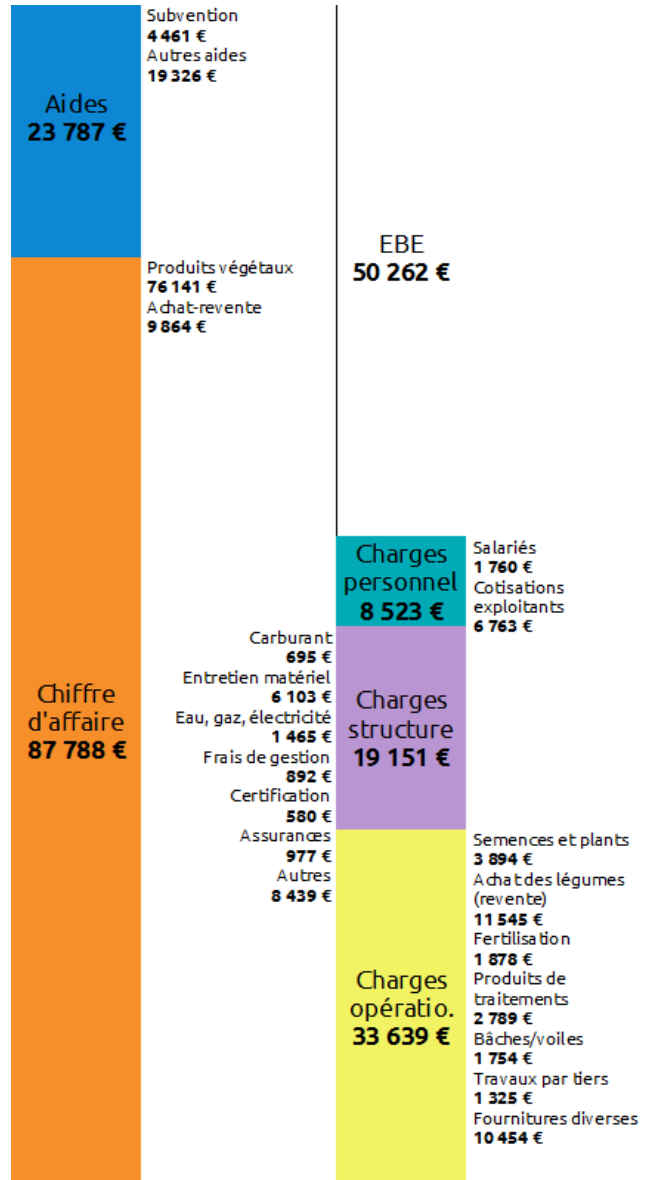 Subvention
4 461 €
Autres aides
19 326 €
Aides
23 787 €
EBE
50 262 €
Produits végétaux
76 141 €
Achat-revente
9 864 €
Charges
personnel
8 523 €
Salariés
1 760 €
Cotisations
exploitants
6 763 €
Chiffre
d'affaire
87 788 €
Carburant
695 €
Entretien matériel
6 103 €
Eau, gaz, électricité
1 465 €
Frais de gestion
892 €
Certification
580 €
Assurances
977 €
Autres
8 439 €
Charges
structure
19 151 €
Charges
opératio.
33 639 €
Semences et plants
3 894 €
Achat des légumes
(revente)
11 545 €
Fertilisation
1 878 €
Produits de
traitements
2 789 €
Bâches/voiles
1 754 €
Travaux par tiers
1 325 €
Fournitures diverses
10 454 €